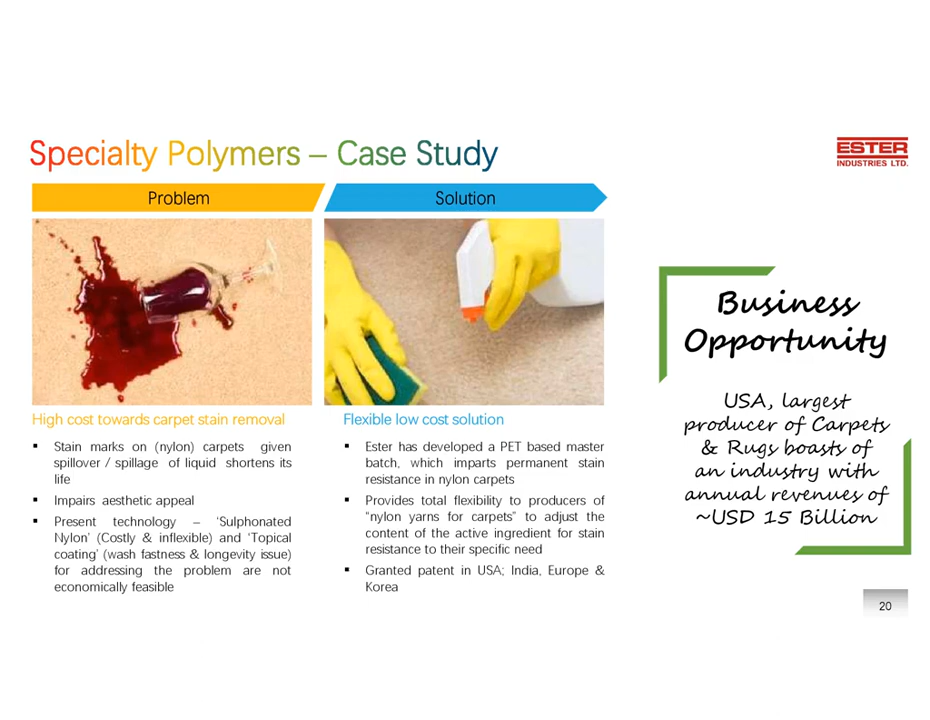 Specialty Polymers – Case Study
ESTER
INDUSTRIES LTD.
Problem
High cost towards carpet stain removal
▪ Stain marks on (nylon) carpets given
spillover / spillage of liquid shortens its
life
▪ Impairs aesthetic appeal
▪ Present technology – ‘Sulphonated
Nylon’ (Costly & inflexible) and ‘Topical
coating’ (wash fastness & longevity issue)
for addressing the problem are not
economically feasible
Solution
Flexible low cost solution
▪ Ester has developed a PET based master
batch, which imparts permanent stain
resistance in nylon carpets
▪ Provides total flexibility to producers of
“nylon yarns for carpets” to adjust the
content of the active ingredient for stain
resistance to their specific need
▪ Granted patent in USA; India, Europe &
Korea
Business
Opportunity
USA, largest
producer of Carpets
& Rugs boasts of
an industry with
annual revenues of
~USD 15 Billion
20